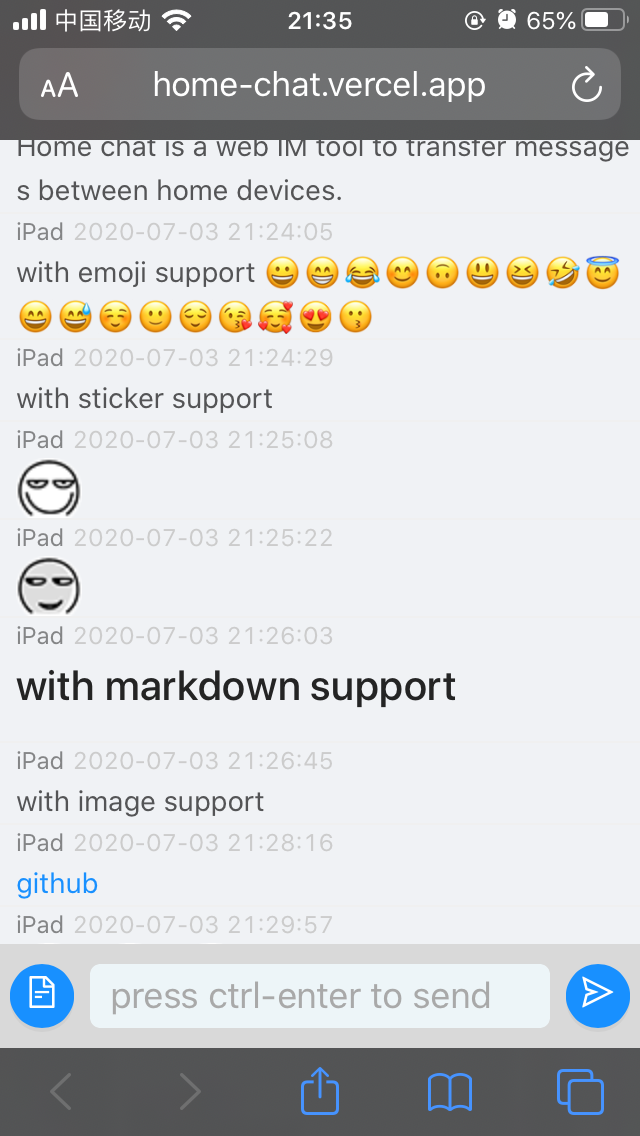 中国移动 21:35 65%
AA home-chat.vercel.app
Home chat is a web IM tool to transfer message
s between home devices.
iPad 2020-07-03 21:24:05
with emoji support 😀😁😂😊🙃😃😆🤣😇
😄😅☺️🙂😌😘🥰😍😗
iPad 2020-07-03 21:24:29
with sticker support
iPad 2020-07-03 21:25:08
iPad 2020-07-03 21:25:22
iPad 2020-07-03 21:26:03
with markdown support
iPad 2020-07-03 21:26:45
with image support
iPad 2020-07-03 21:28:16
github
iPad 2020-07-03 21:29:57
press ctrl-enter to send